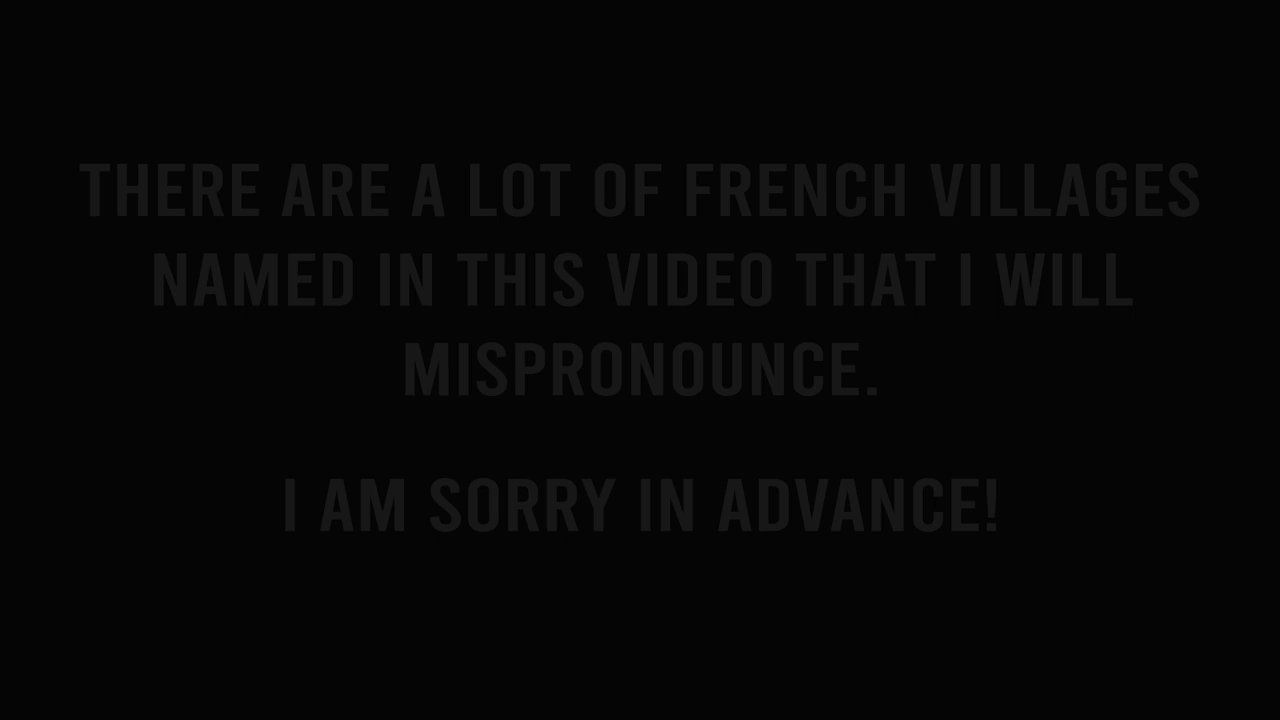 THERE ARE A LOT OF FRENCH VILLAGES
NAMED IN THIS VIDEO THAT I WILL
MISPRONOUNCE.
I AM SORRY IN ADVANCE!